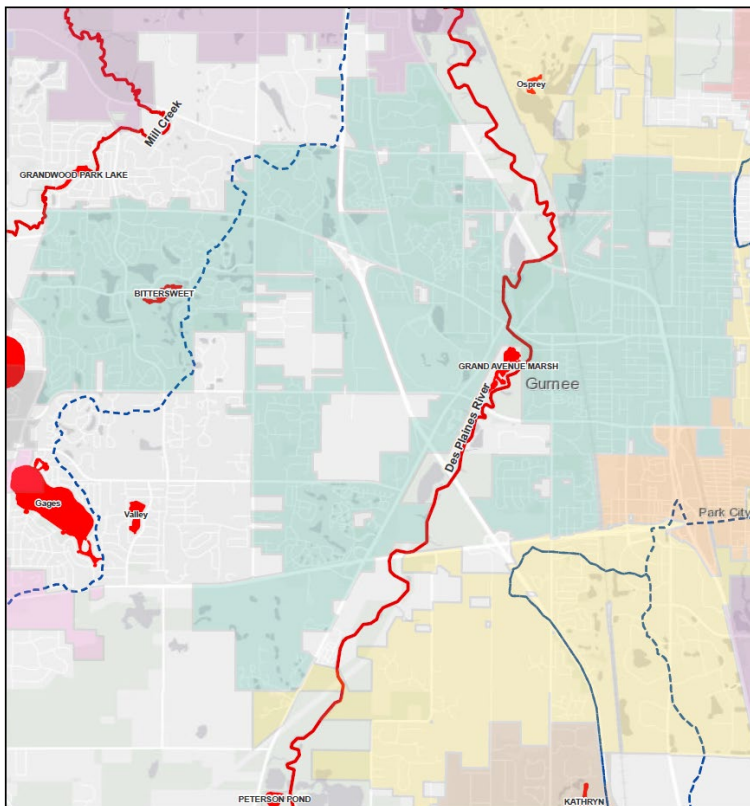 Osprey
Mill Creek
GRANDWOOD PARK LAKE
BITTERSWEET
GRAND AVENUE MARSH
Gurnee
Des Plaines River
Gages
Valley
Park City
PETERSON POND
KATHRYN